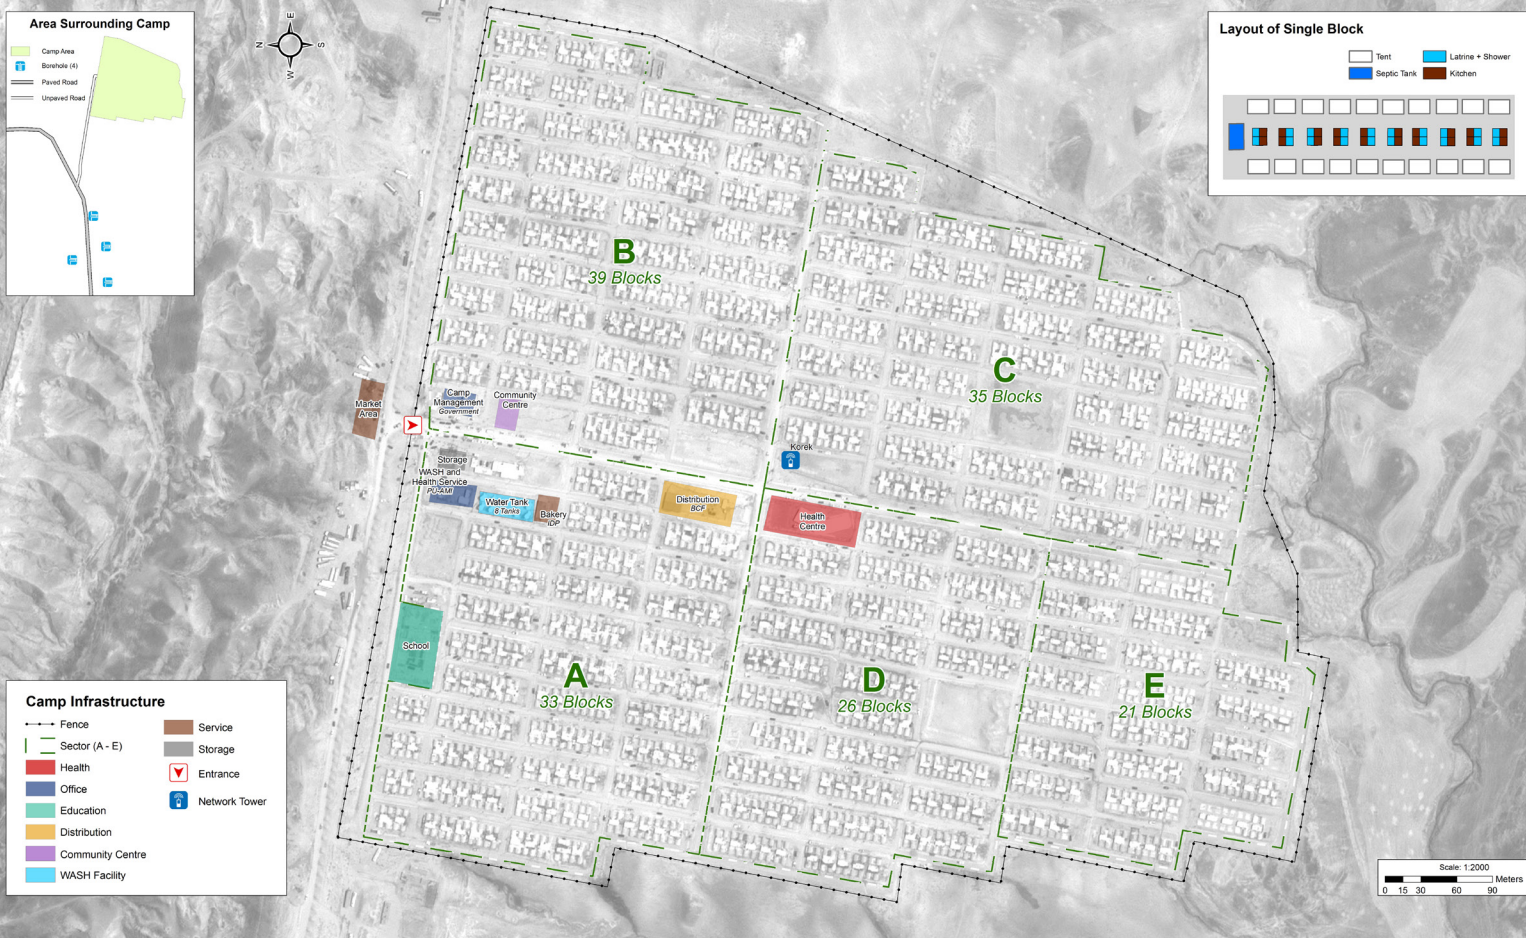 Area Surrounding Camp
Camp Area
Borehole (4)
Paved Road
Unpaved Road
E
N
S
W
Layout of Single Block
Tent
Latrine + Shower
Septic Tank
Kitchen
B
39 Blocks
C
35 Blocks
Market
Area
Camp
Management
Government
Community
Centre
Korek
Storage
WASH and
Health Service
PU-AMI
Water Tank
8 Tanks
Bakery
IDP
Distribution
BCF
Health
Centre
School
A
33 Blocks
D
26 Blocks
E
21 Blocks
Camp Infrastructure
Fence
Sector (A - E)
Health
Office
Education
Distribution
Community Centre
WASH Facility
Service
Storage
Entrance
Network Tower
Scale: 1:2000
Meters
0 15 30 60 90